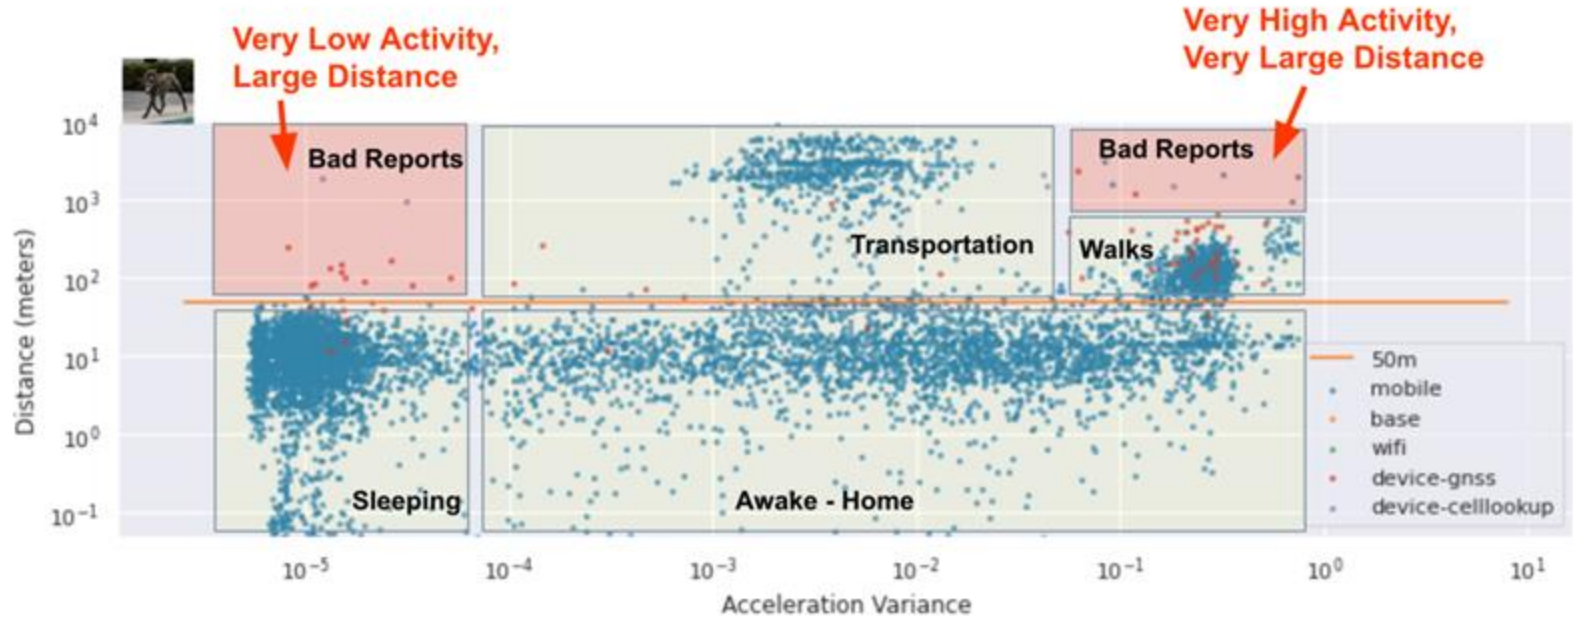 Very Low Activity,
Large Distance
Very High Activity,
Very Large Distance
Bad Reports
Bad Reports
Transportation
Walks
Sleeping
Awake - Home
Distance (meters)
10^4
10^3
10^2
10^1
10^0
10^-1
50m
mobile
base
wifi
device-gnss
device-celllookup
10^-5
10^-4
10^-3
10^-2
10^-1
10^0
10^1
Acceleration Variance